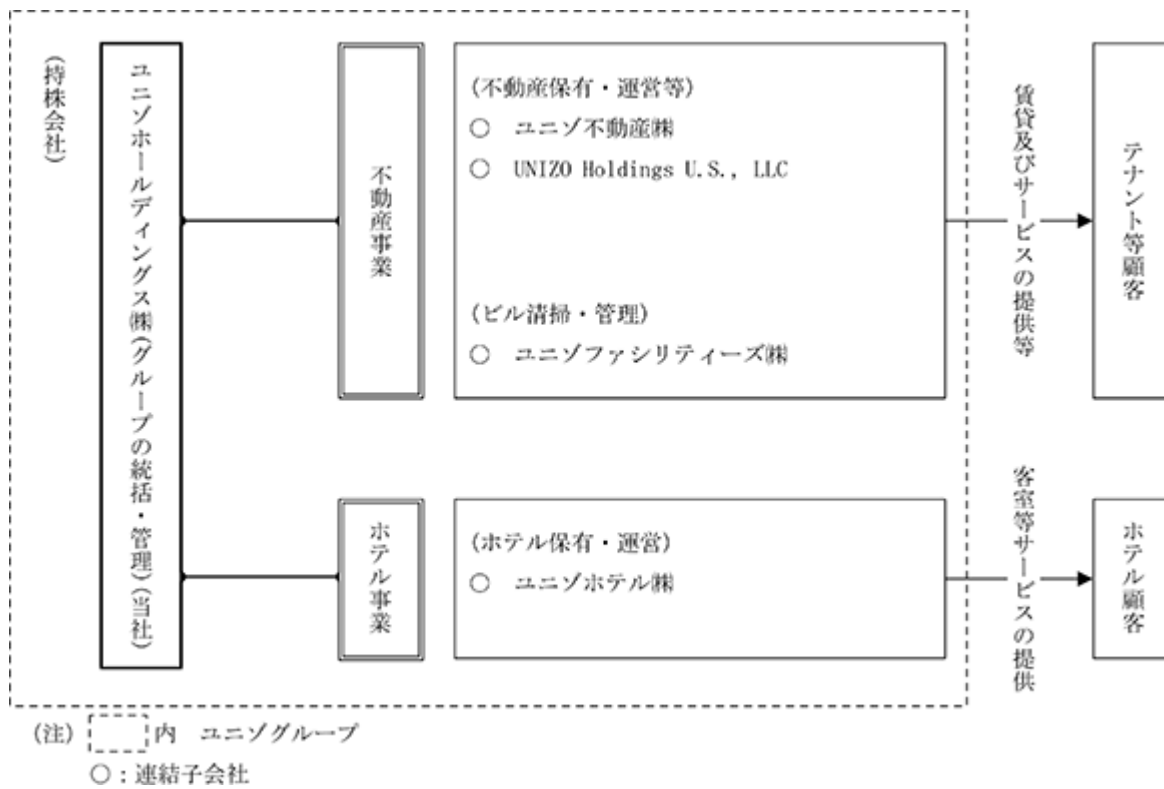 (持株会社)
ユニゾホールディングス㈱(グループの統括・管理)(当社)
不動産事業
(不動産保有・運営等)
○ ユニゾ不動産㈱
○ UNIZO Holdings U.S., LLC
(ビル清掃・管理)
○ ユニゾファシリティーズ㈱
賃貸及びサービスの提供等
テナント等顧客
ホテル事業
(ホテル保有・運営)
○ ユニゾホテル㈱
客室等サービスの提供
ホテル顧客
(注) 内 ユニゾグループ
○:連結子会社